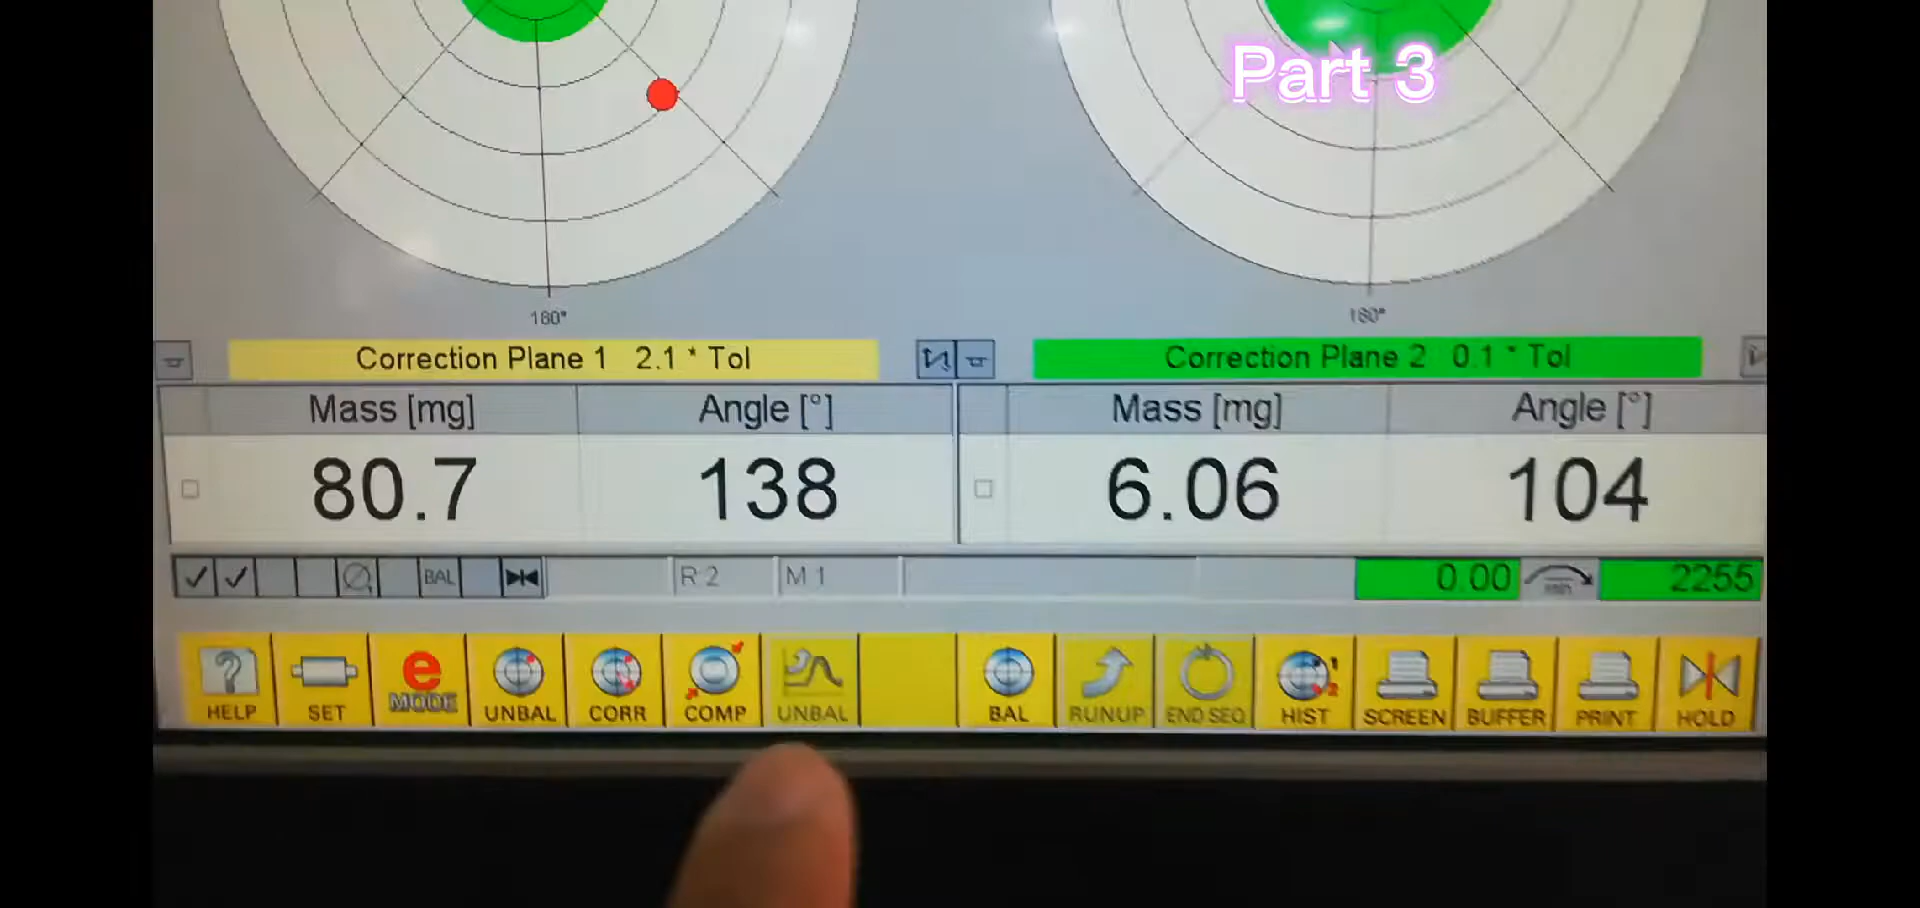 Part 3
180°
180°
Correction Plane 1 2.1 * Tol
Correction Plane 2 0.1 * Tol
Mass [mg]
Angle [°]
Mass [mg]
Angle [°]
80.7
138
6.06
104
BAL
R 2
M 1
0.00
2255
HELP
SET
e
MODE
UNBAL
CORR
COMP
UNBAL
BAL
RUNUP
END SEQ
HIST
SCREEN
BUFFER
PRINT
HOLD